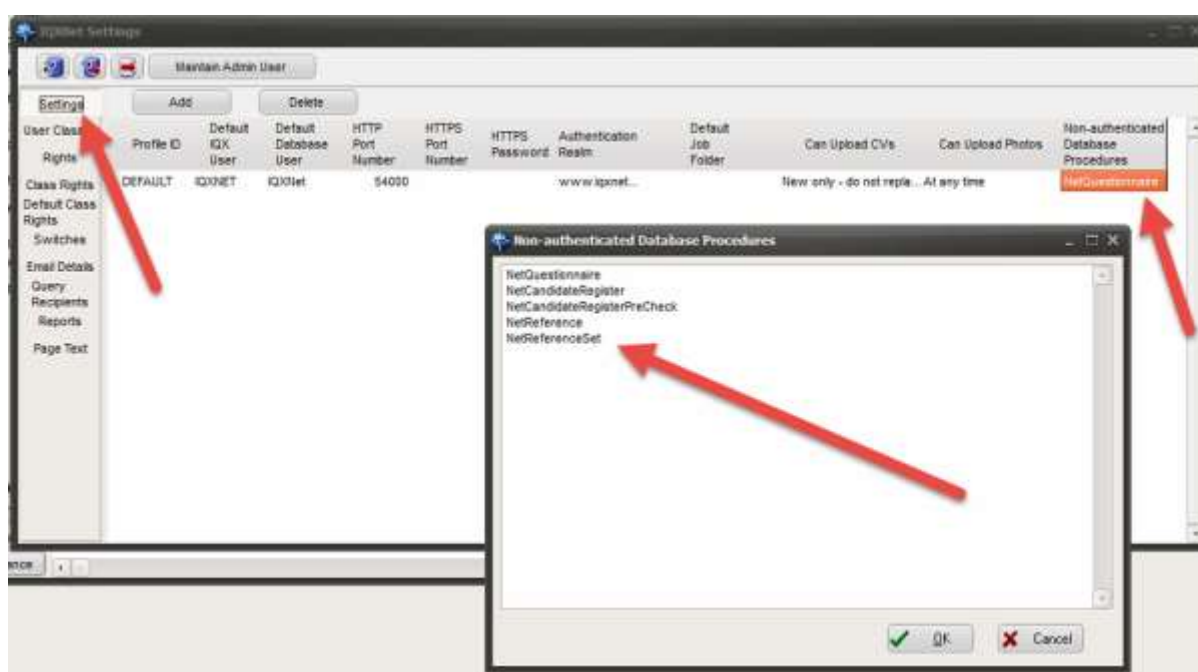 IQXNet Settings
Maintain Admin User
Settings
Add
Delete
User Class
Rights
Class Rights
Default Class
Rights
Switches
Email Details
Query
Recipients
Reports
Page Text
Profile ID
Default
IQX
User
Default
Database
User
HTTP
Port
Number
HTTPS
Port
Number
HTTPS
Password
Authentication
Realm
Default
Job
Folder
Can Upload CVs
Can Upload Photos
Non-authenticated
Database
Procedures
DEFAULT
IQXNET
IQXNet
54000
www.iqxnet...
New only - do not repla...
At any time
NetQuestionnaire
Non-authenticated Database Procedures
NetQuestionnaire
NetCandidateRegister
NetCandidateRegisterPreCheck
NetReference
NetReferenceSet
OK
Cancel